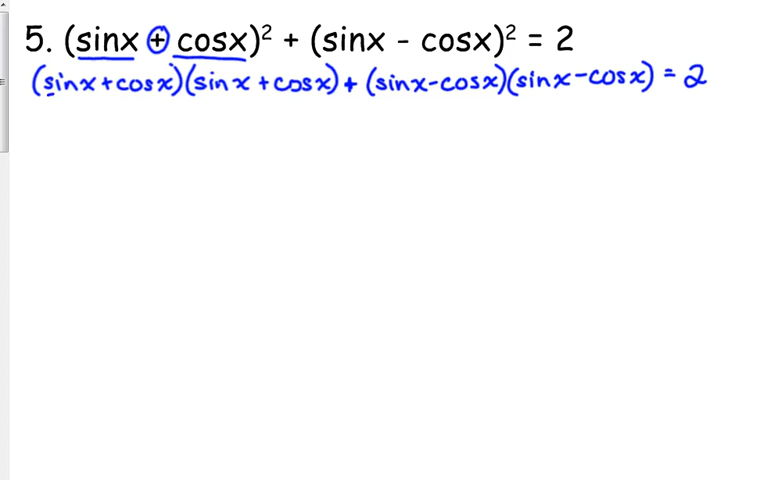 5. (sinx + cosx)² + (sinx - cosx)² = 2
(sinx+cosx)(sinx+cosx)+(sinx-cosx)(sinx-cosx) = 2